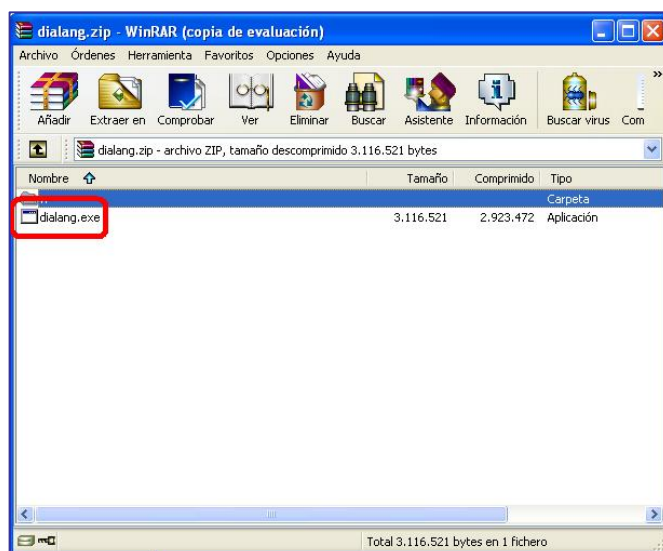 dialang.zip - WinRAR (copia de evaluación)
Archivo Órdenes Herramienta Favoritos Opciones Ayuda
Añadir Extraer en Comprobar Ver Eliminar Buscar Asistente Información Buscar virus Com
dialang.zip - archivo ZIP, tamaño descomprimido 3.116.521 bytes
Nombre Tamaño Comprimido Tipo
Carpeta
dialang.exe 3.116.521 2.923.472 Aplicación
Total 3.116.521 bytes en 1 fichero